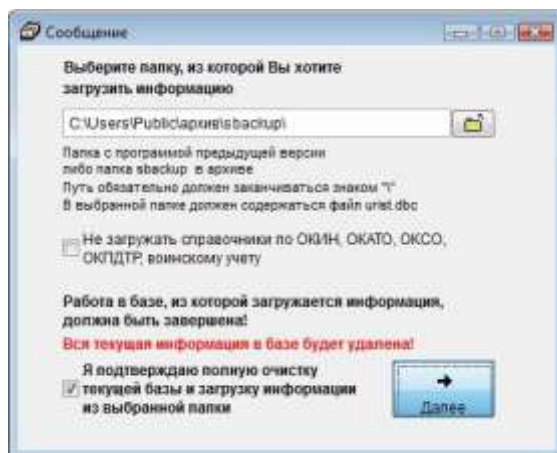 Сообщение
Выберите папку, из которой Вы хотите
загрузить информацию
C:\Users\Public\архив\sbackup\
Папка с программой предыдущей версии
либо папка sbackup в архиве
Путь обязательно должен заканчиваться знаком "\"
В выбранной папке должен содержаться файл urist.dbc
Не загружать справочники по ОКИН, ОКАТО, ОКСО,
ОКПДТР, воинскому учету
Работа в базе, из которой загружается информация,
должна быть завершена!
Вся текущая информация в базе будет удалена!
Я подтверждаю полную очистку
текущей базы и загрузку информации
из выбранной папки
Далее